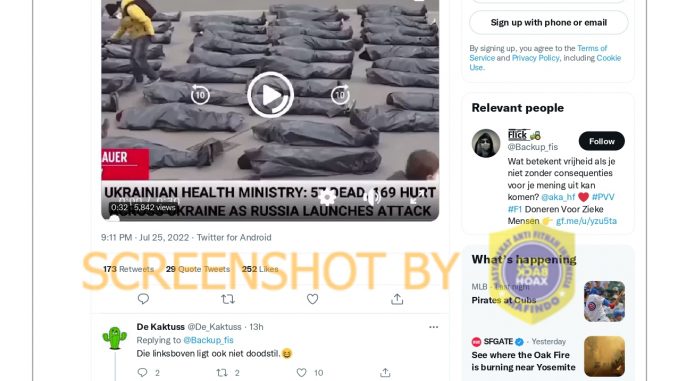 Sign up with phone or email
By signing up, you agree to the Terms of
Service and Privacy Policy, including Cookie
Use.
10
10
AUER
UKRAINIAN HEALTH MINISTRY: 57 DEAD, 169 HURT
UKRAINE AS RUSSIA LAUNCHES ATTACK
0:32 5,842 views
9:11 PM · Jul 25, 2022 · Twitter for Android
173 Retweets 29 Quote Tweets 252 Likes
De Kaktuss @De_Kaktuss · 13h
Replying to @Backup_fis
Die linksboven ligt ook niet doodstil.😄
2 2 10
Relevant people
Flick
@Backup_fis
Follow
Wat betekent vrijheid als je
niet zonder consequenties
voor je mening uit kan
komen? @aka_hf ❤️ #PVV
#F1 Doneren Voor Zieke
Mensen 👉 gf.me/u/yzu5ta
What's happening
MLB · Last night
Pirates at Cubs
SFGATE · Yesterday
See where the Oak Fire
is burning near Yosemite
SCREENSHOT BY
MASYARAKAT ANTI FITNAH INDONESIA
HOAX
BACK
MAFINDO